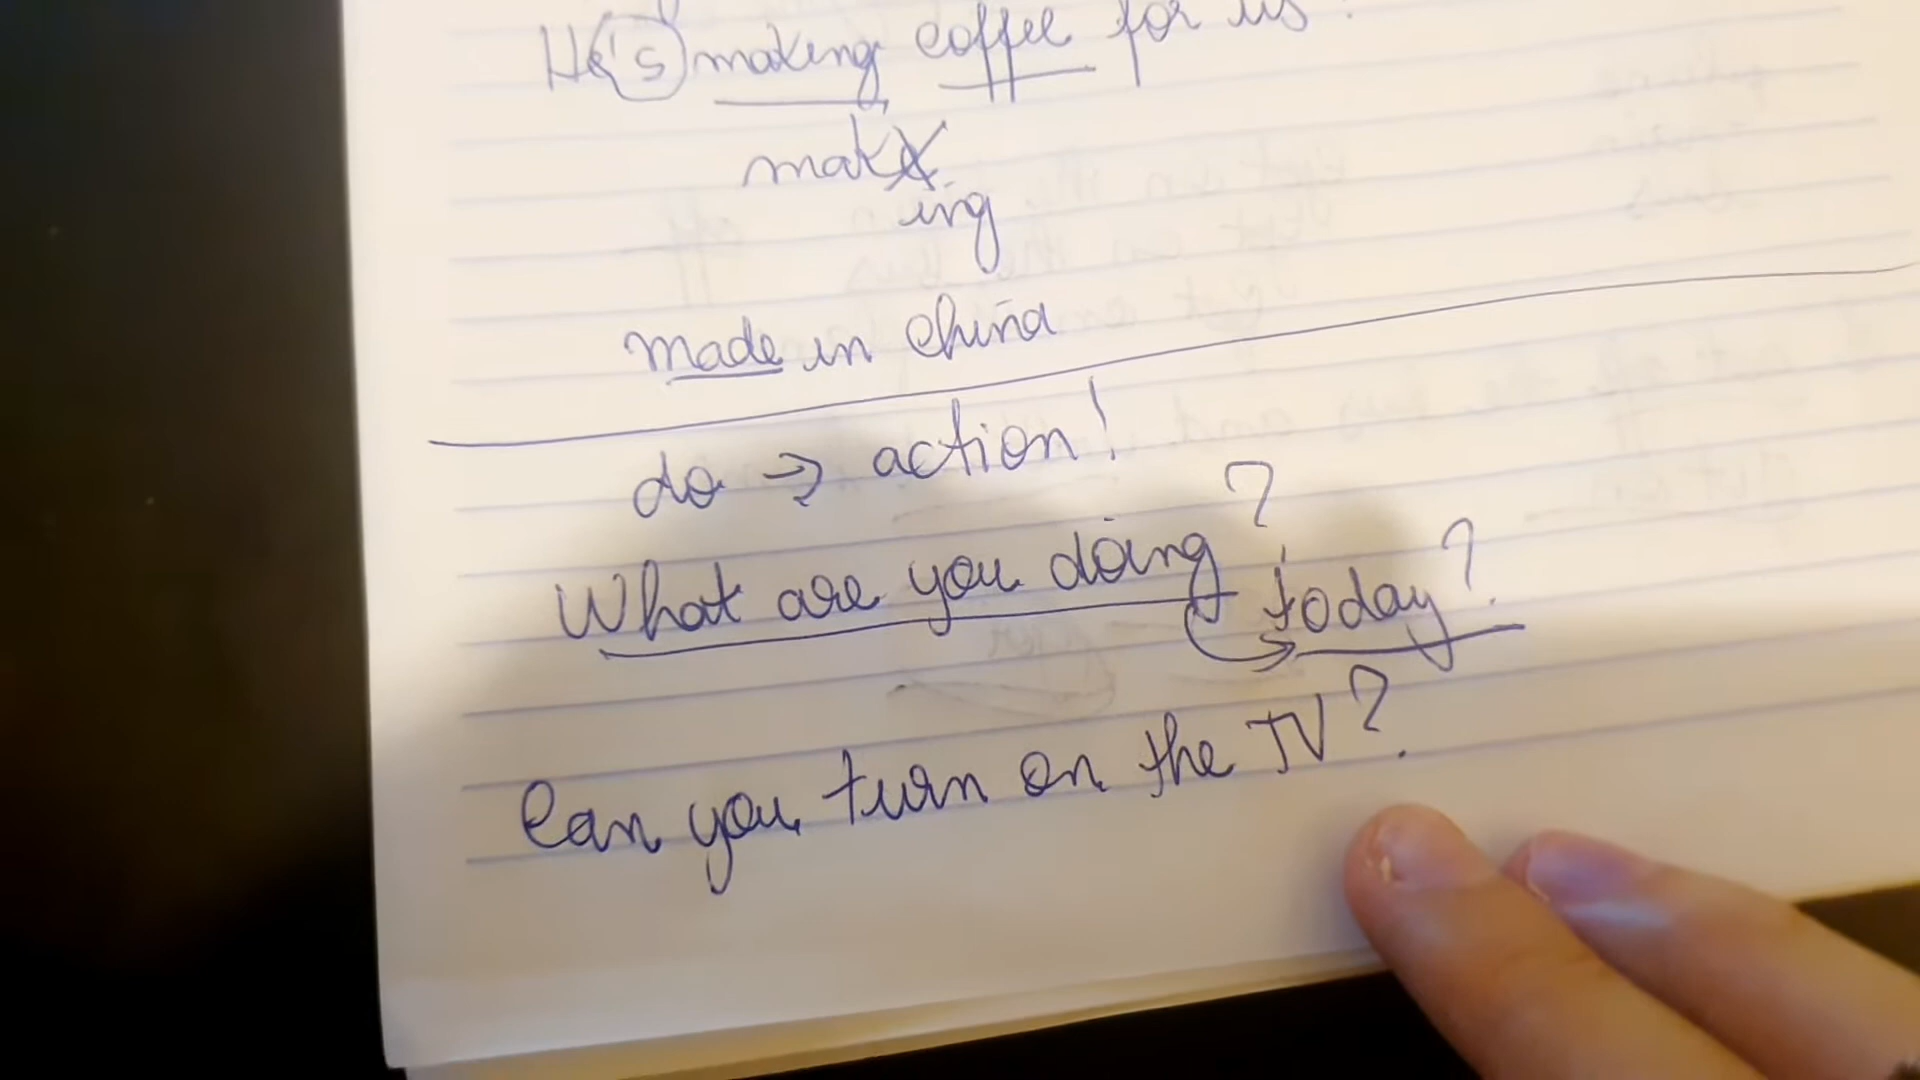 He's making coffee for us.
make
ing
made in China
do → action!
What are you doing? today?
Can you turn on the TV?